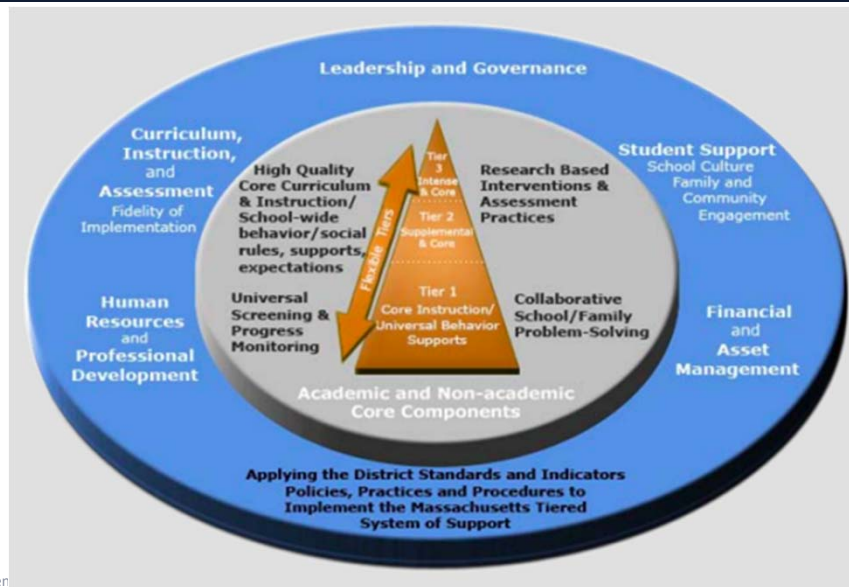 Leadership and Governance
Curriculum,
Instruction,
and
Assessment
Fidelity of
Implementation
Student Support
School Culture
Family and
Community
Engagement
High Quality
Core Curriculum
& Instruction/
School-wide
behavior/social
rules, supports,
expectations
Flexible Tiers
Tier
3
Intense
& Core
Tier 2
Supplemental
& Core
Tier 1
Core Instruction/
Universal Behavior
Supports
Research Based
Interventions &
Assessment
Practices
Universal
Screening &
Progress
Monitoring
Collaborative
School/Family
Problem-Solving
Human
Resources
and
Professional
Development
Financial
and
Asset
Management
Academic and Non-academic
Core Components
Applying the District Standards and Indicators
Policies, Practices and Procedures to
Implement the Massachusetts Tiered
System of Support